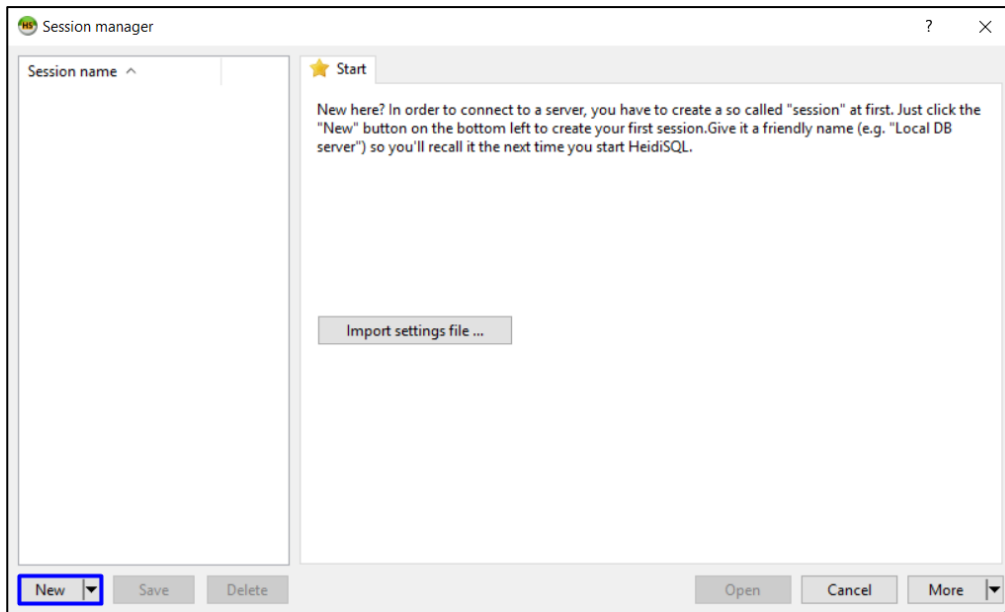 HS Session manager ?
Session name
Start
New here? In order to connect to a server, you have to create a so called "session" at first. Just click the
"New" button on the bottom left to create your first session.Give it a friendly name (e.g. "Local DB
server") so you'll recall it the next time you start HeidiSQL.
Import settings file ...
New Save Delete Open Cancel More